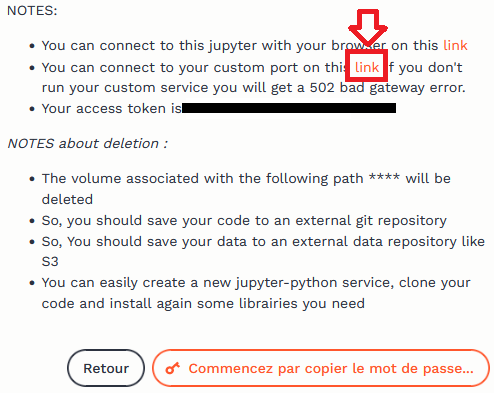 NOTES:
You can connect to this jupyter with your browser on this link
You can connect to your custom port on this link if you don't
run your custom service you will get a 502 bad gateway error.
Your access token is
NOTES about deletion :
The volume associated with the following path **** will be
deleted
So, you should save your code to an external git repository
So, You should save your data to an external data repository like
S3
You can easily create a new jupyter-python service, clone your
code and install again some librairies you need
Retour
Commencez par copier le mot de passe...